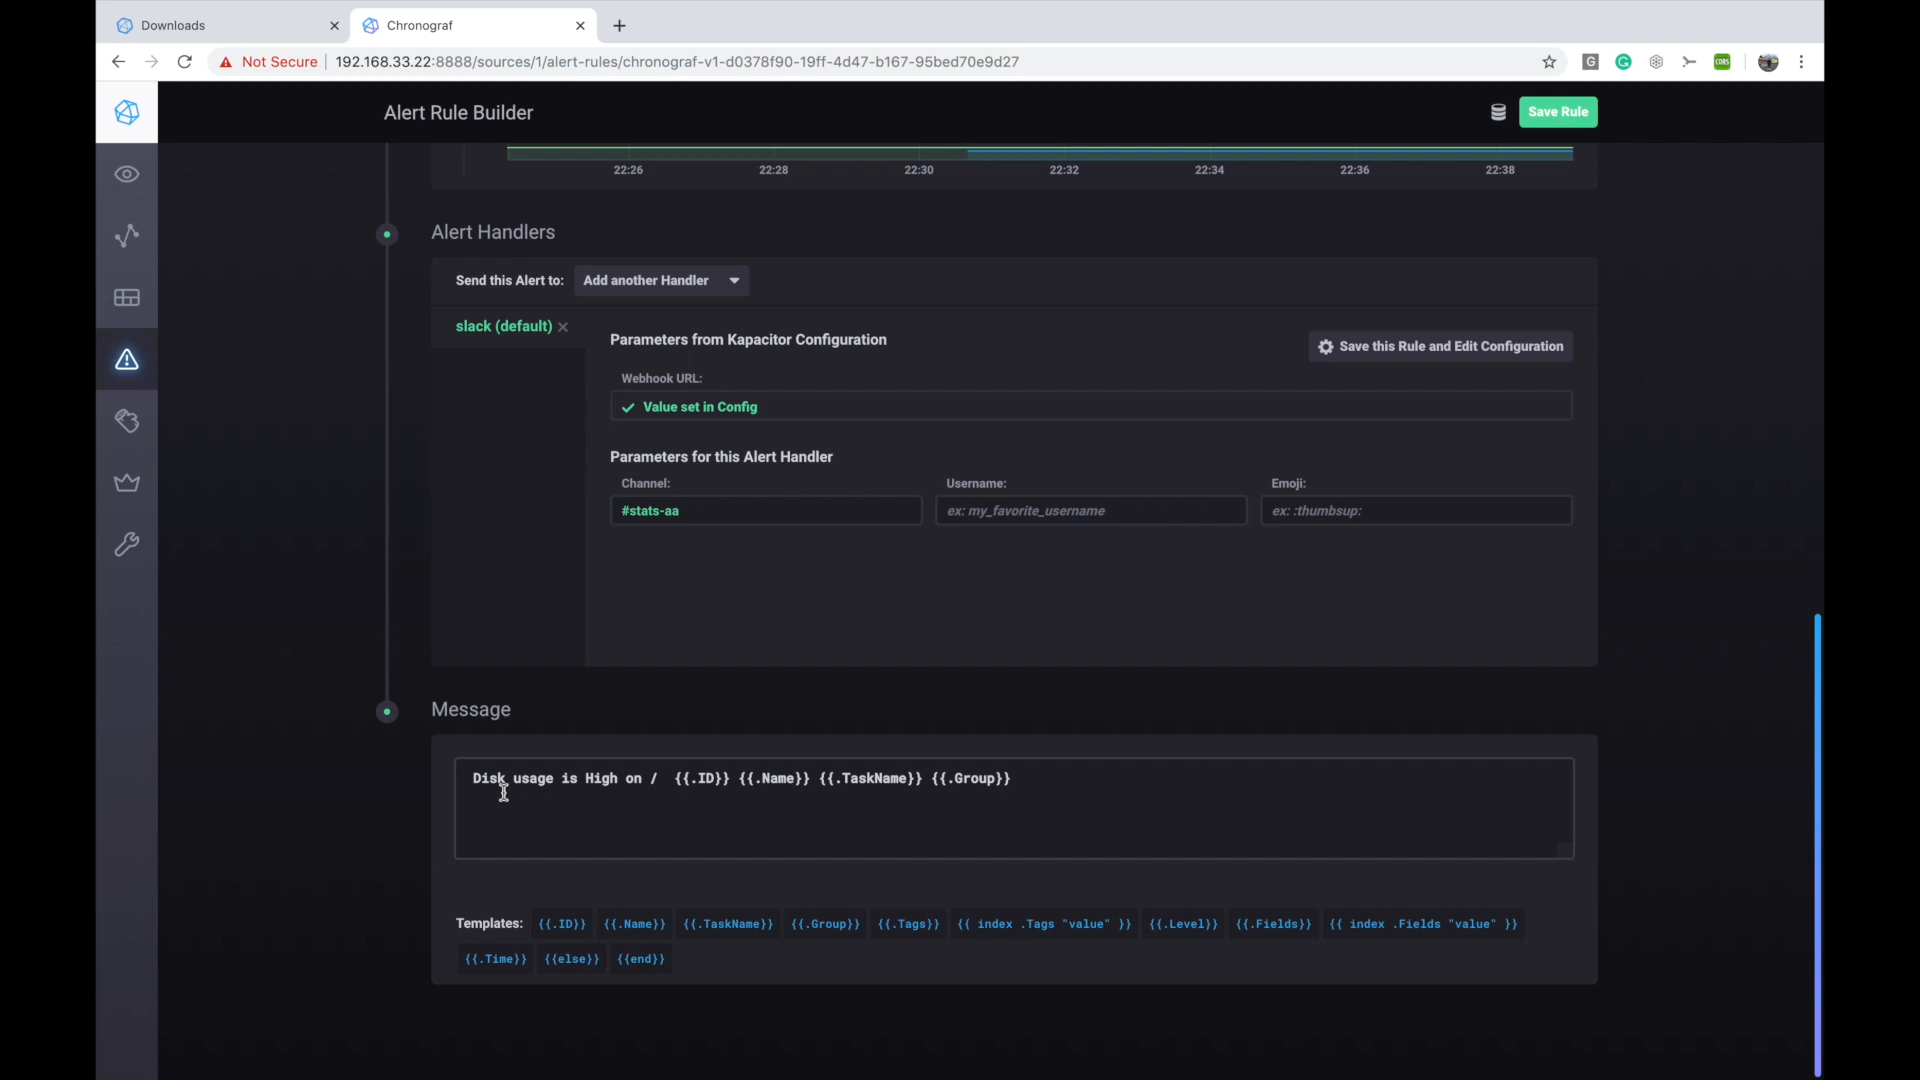 Downloads
Chronograf
Not Secure | 192.168.33.22:8888/sources/1/alert-rules/chronograf-v1-d0378f90-19ff-4d47-b167-95bed70e9d27
G
G
CORS
Alert Rule Builder
Save Rule
22:26 22:28 22:30 22:32 22:34 22:36 22:38
Alert Handlers
Send this Alert to: Add another Handler
slack (default)
Parameters from Kapacitor Configuration
Save this Rule and Edit Configuration
Webhook URL:
Value set in Config
Parameters for this Alert Handler
Channel: Username: Emoji:
#stats-aa ex: my_favorite_username ex: :thumbsup:
Message
Disk usage is High on /  {{.ID}} {{.Name}} {{.TaskName}} {{.Group}}
Templates: {{.ID}} {{.Name}} {{.TaskName}} {{.Group}} {{.Tags}} {{ index .Tags "value" }} {{.Level}} {{.Fields}} {{ index .Fields "value" }}
{{.Time}} {{else}} {{end}}